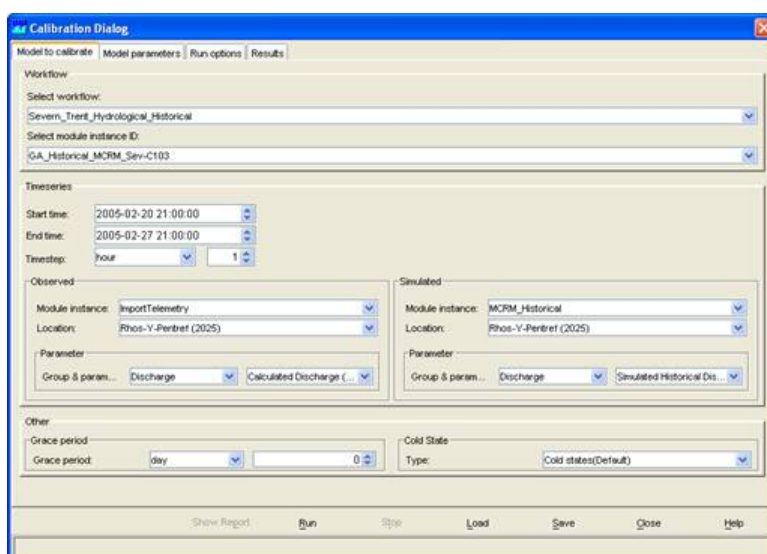 Calibration Dialog
Model to calibrate Model parameters Run options Results
Workflow
Select workflow:
Severn_Trent_Hydrological_Historical
Select module instance ID:
GA_Historical_MCRM_Sev-C103
Timeseries
Start time: 2005-02-20 21:00:00
End time: 2005-02-27 21:00:00
Timestep: hour 1
Observed
Module instance: ImportTelemetry
Location: Rhos-Y-Pentref (2025)
Parameter
Group & param... Discharge Calculated Discharge (...
Simulated
Module instance: MCRM_Historical
Location: Rhos-Y-Pentref (2025)
Parameter
Group & param... Discharge Simulated Historical Dis...
Other
Grace period
Grace period: day 0
Cold State
Type: Cold states(Default)
Show Report Run Stop Load Save Close Help